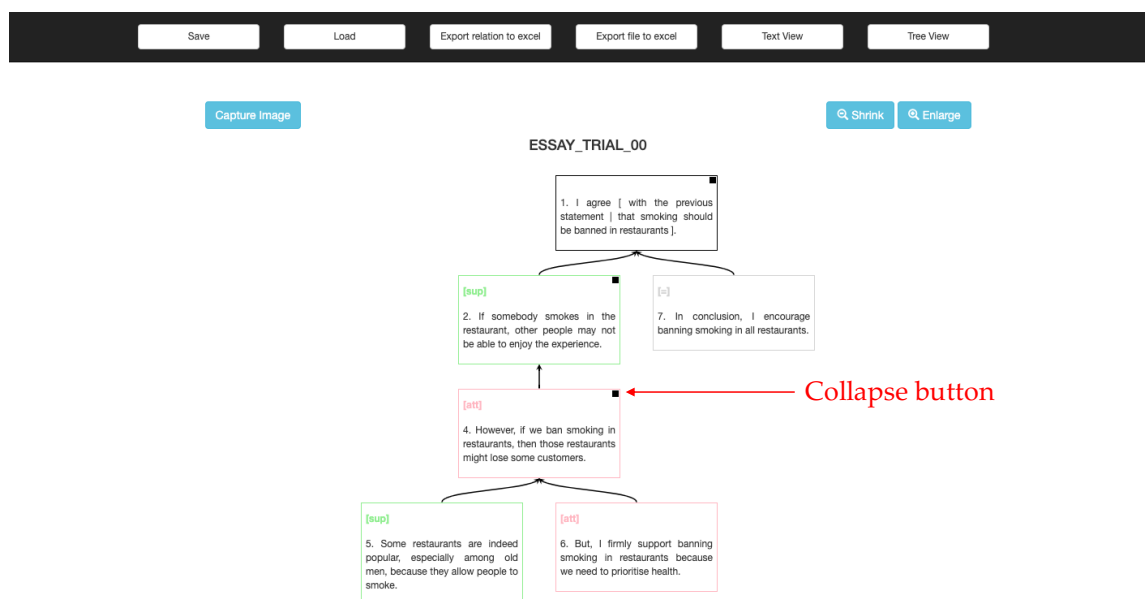 Save Load Export relation to excel Export file to excel Text View Tree View
Capture Image Shrink Enlarge
ESSAY_TRIAL_00
1. I agree [ with the previous
statement | that smoking should
be banned in restaurants ].
[sup]
2. If somebody smokes in the
restaurant, other people may not
be able to enjoy the experience.
[=]
7. In conclusion, I encourage
banning smoking in all restaurants.
Collapse button
[att]
4. However, if we ban smoking in
restaurants, then those restaurants
might lose some customers.
[sup]
5. Some restaurants are indeed
popular, especially among old
men, because they allow people to
smoke.
[att]
6. But, I firmly support banning
smoking in restaurants because
we need to prioritise health.